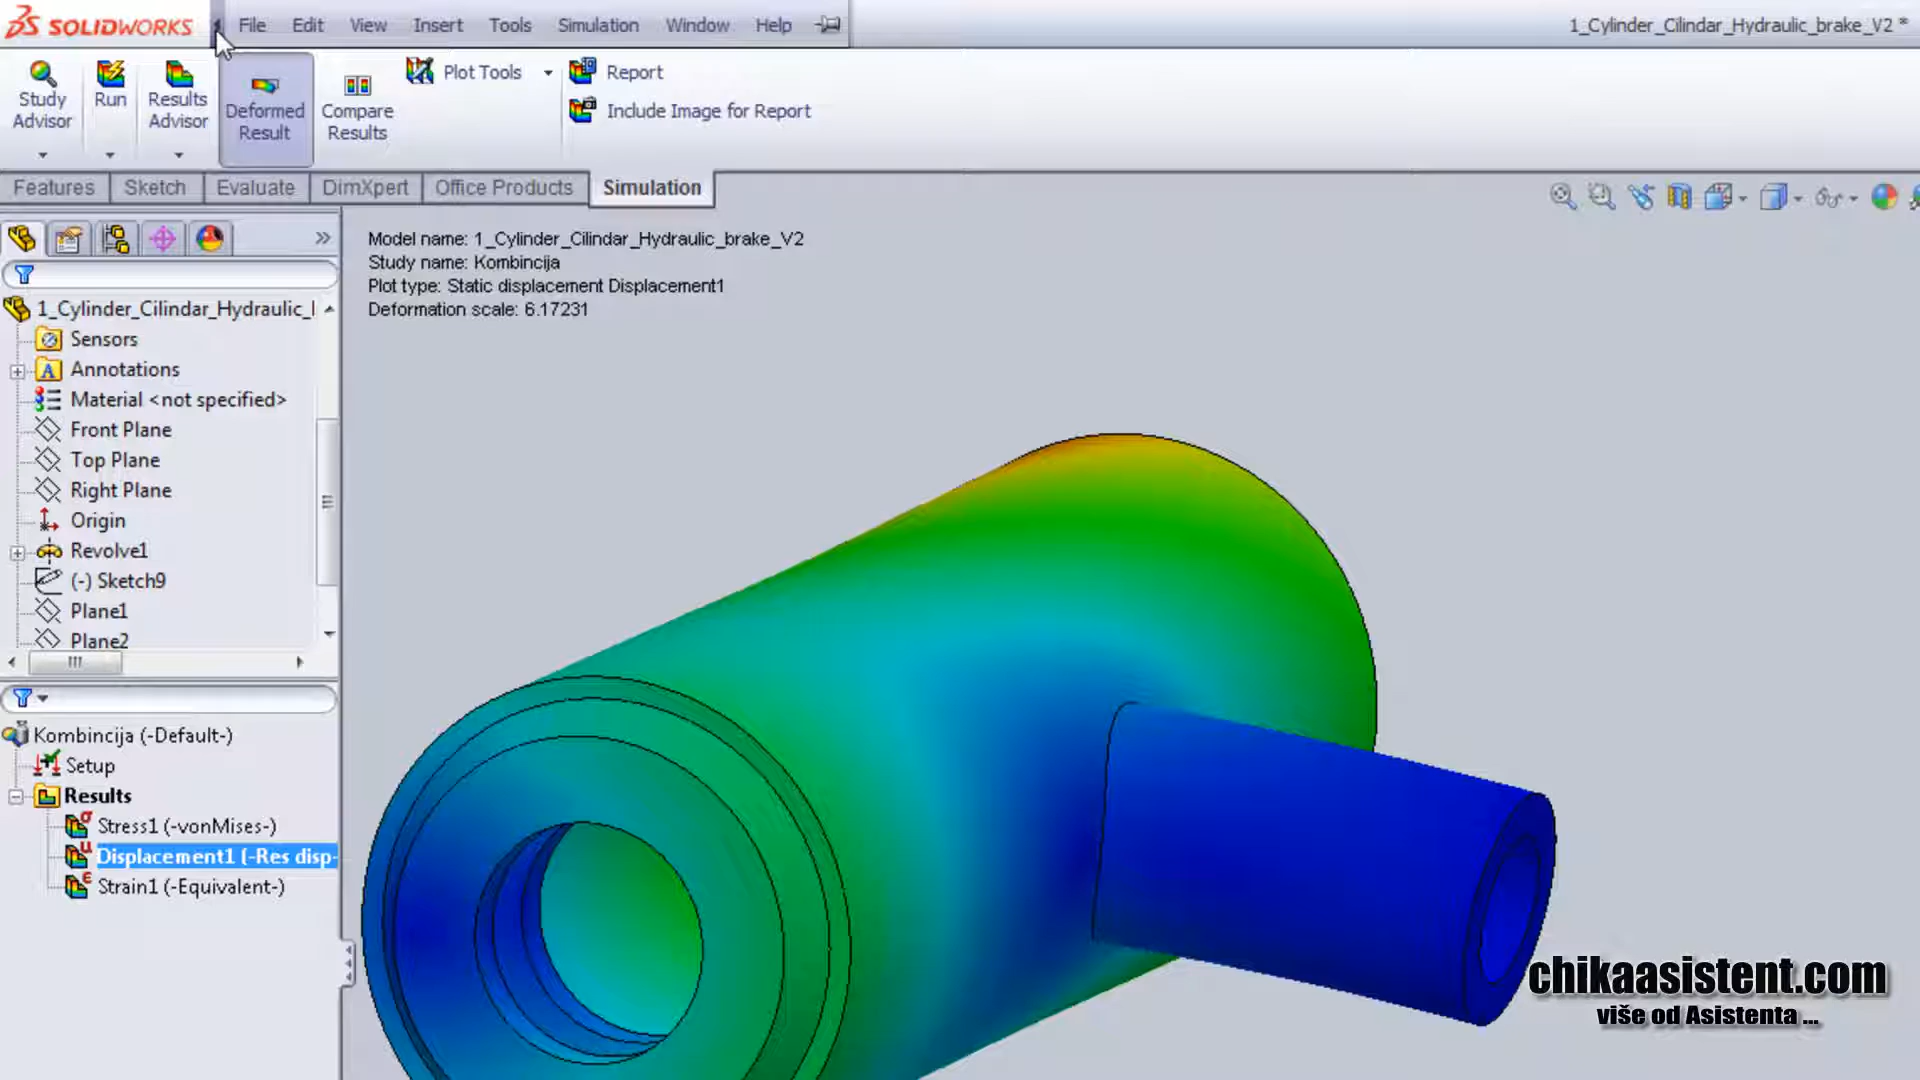 SOLIDWORKS
File Edit View Insert Tools Simulation Window Help
1_Cylinder_Cilindar_Hydraulic_brake_V2 *
Study Advisor
Run
Results Advisor
Deformed Result
Compare Results
Plot Tools
Report
Include Image for Report
Features Sketch Evaluate DimXpert Office Products Simulation
Model name: 1_Cylinder_Cilindar_Hydraulic_brake_V2
Study name: Kombincija
Plot type: Static displacement Displacement1
Deformation scale: 6.17231
1_Cylinder_Cilindar_Hydraulic_
Sensors
Annotations
Material <not specified>
Front Plane
Top Plane
Right Plane
Origin
Revolve1
(-) Sketch9
Plane1
Plane2
Kombincija (-Default-)
Setup
Results
Stress1 (-vonMises-)
Displacement1 (-Res disp-
Strain1 (-Equivalent-)
chikaasistent.com
više od Asistenta ...